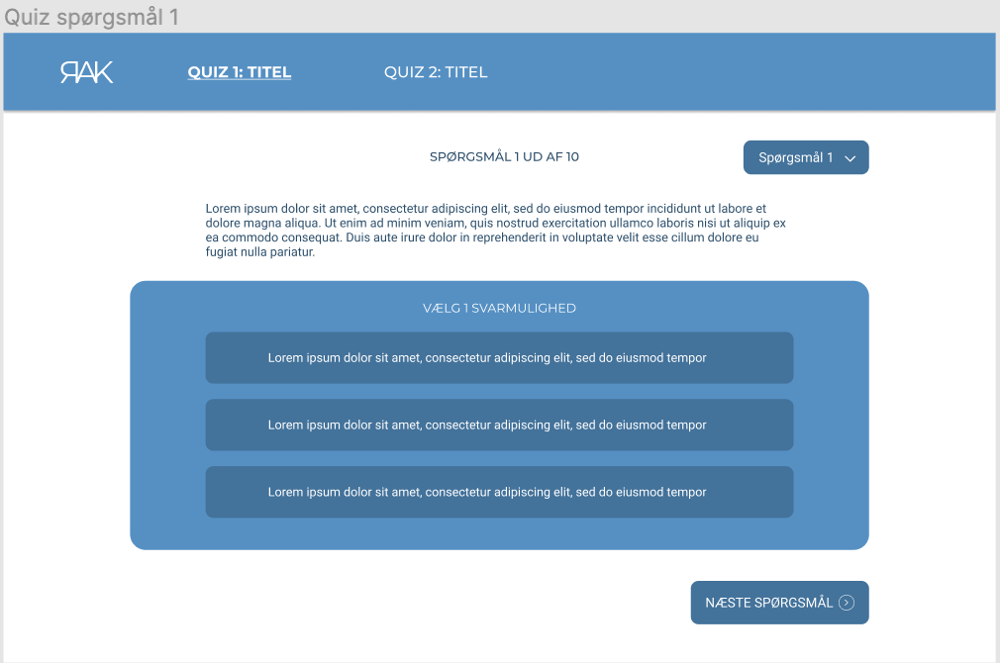 Quiz spørgsmål 1
ЯAK
QUIZ 1: TITEL
QUIZ 2: TITEL
SPØRGSMÅL 1 UD AF 10
Spørgsmål 1
Lorem ipsum dolor sit amet, consectetur adipiscing elit, sed do eiusmod tempor incididunt ut labore et
dolore magna aliqua. Ut enim ad minim veniam, quis nostrud exercitation ullamco laboris nisi ut aliquip ex
ea commodo consequat. Duis aute irure dolor in reprehenderit in voluptate velit esse cillum dolore eu
fugiat nulla pariatur.
VÆLG 1 SVARMULIGHED
Lorem ipsum dolor sit amet, consectetur adipiscing elit, sed do eiusmod tempor
Lorem ipsum dolor sit amet, consectetur adipiscing elit, sed do eiusmod tempor
Lorem ipsum dolor sit amet, consectetur adipiscing elit, sed do eiusmod tempor
NÆSTE SPØRGSMÅL